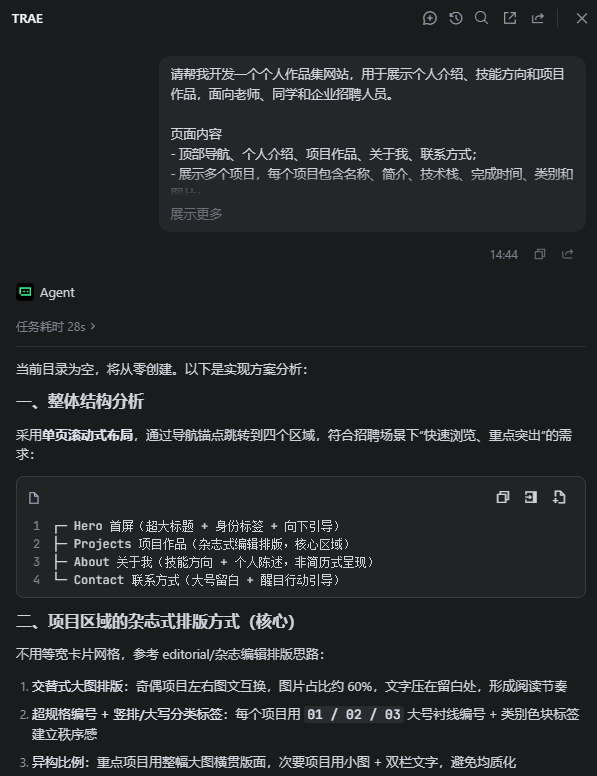 TRAE
请帮我开发一个个人作品集网站，用于展示个人介绍、技能方向和项目
作品，面向老师、同学和企业招聘人员。
页面内容
- 顶部导航、个人介绍、项目作品、关于我、联系方式；
- 展示多个项目，每个项目包含名称、简介、技术栈、完成时间、类别和
展示更多
14:44
Agent
任务耗时 28s
当前目录为空，将从零创建。以下是实现方案分析：
一、整体结构分析
采用单页滚动式布局，通过导航锚点跳转到四个区域，符合招聘场景下"快速浏览、重点突出"的需
求：
1 ┌─ Hero 首屏（超大标题 + 身份标签 + 向下引导）
2 ├─ Projects 项目作品（杂志式编辑排版，核心区域）
3 ├─ About 关于我（技能方向 + 个人陈述，非简历式呈现）
4 └─ Contact 联系方式（大号留白 + 醒目行动引导）
二、项目区域的杂志式排版方式（核心）
不用等宽卡片网格，参考 editorial/杂志编辑排版思路：
1. 交替式大图排版：奇偶项目左右图文互换，图片占比约 60%，文字压在留白处，形成阅读节奏
2. 超规格编号 + 竖排/大写分类标签：每个项目用 01 / 02 / 03 大号衬线编号 + 类别色块标签
建立秩序感
3. 异构比例：重点项目用整幅大图横贯版面，次要项目用小图 + 双栏文字，避免均质化